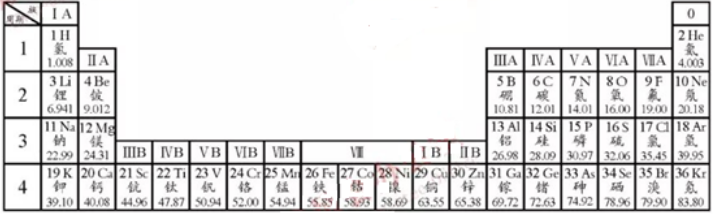 族
周期
ⅠA 0
1 1 H 2 He
氢 ⅡA ⅢA ⅣA ⅤA ⅥA ⅦA 氦
1.008 4.003
2 3 Li 4 Be 5 B 6 C 7 N 8 O 9 F 10 Ne
锂 铍 硼 碳 氮 氧 氟 氖
6.941 9.012 10.81 12.01 14.01 16.00 19.00 20.18
3 11 Na 12 Mg 13 Al 14 Si 15 P 16 S 17 Cl 18 Ar
钠 镁 铝 硅 磷 硫 氯 氩
22.99 24.31 ⅢB ⅣB ⅤB ⅥB ⅦB Ⅷ ⅠB ⅡB 26.98 28.09 30.97 32.06 35.45 39.95
4 19 K 20 Ca 21 Sc 22 Ti 23 V 24 Cr 25 Mn 26 Fe 27 Co 28 Ni 29 Cu 30 Zn 31 Ga 32 Ge 33 As 34 Se 35 Br 36 Kr
钾 钙 钪 钛 钒 铬 锰 铁 钴 镍 铜 锌 镓 锗 砷 硒 溴 氪
39.10 40.08 44.96 47.87 50.94 52.00 54.94 55.85 58.93 58.69 63.55 65.38 69.72 72.63 74.92 78.96 79.90 83.80